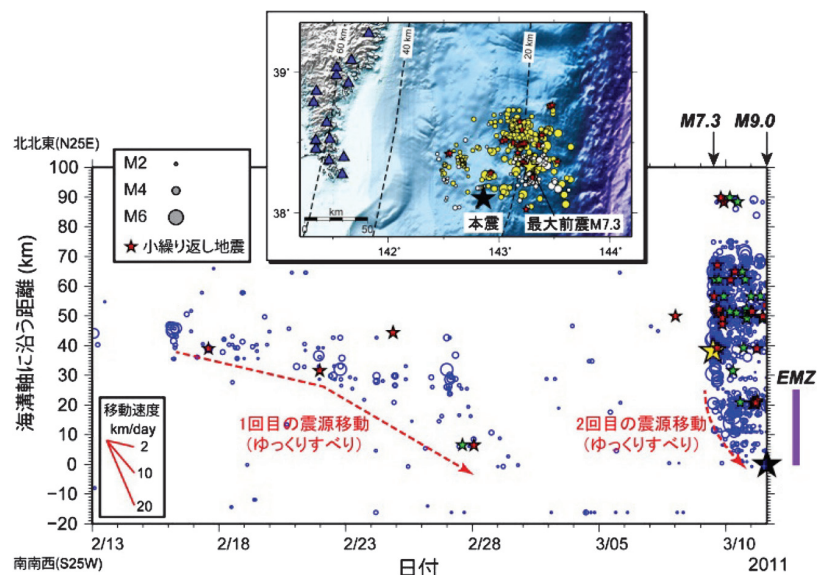 60 km
40 km
20 km
39°
38°
km
0
50
本震
最大前震M7.3
142°
143°
144°
M7.3
M9.0
北北東(N25E)
M2
M4
M6
小繰り返し地震
100
90
80
70
60
50
40
30
20
10
0
−10
−20
海溝軸に沿う距離 (km)
移動速度
km/day
2
10
20
1回目の震源移動
(ゆっくりすべり)
2回目の震源移動
(ゆっくりすべり)
EMZ
2/13
2/18
2/23
2/28
3/05
3/10
南南西(S25W)
日付
2011